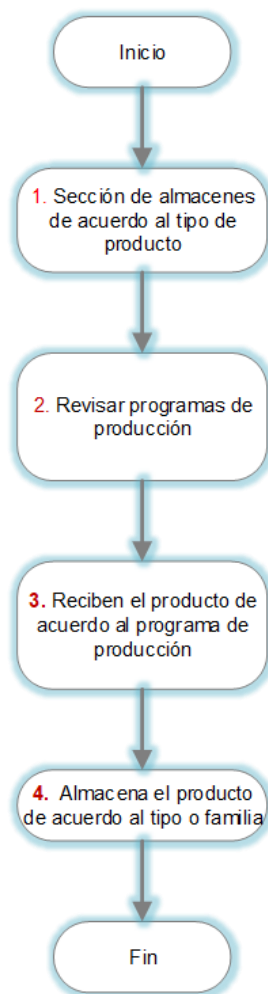 Inicio
1. Sección de almacenes
de acuerdo al tipo de
producto
2. Revisar programas de
producción
3. Reciben el producto de
acuerdo al programa de
producción
4. Almacena el producto
de acuerdo al tipo o familia
Fin